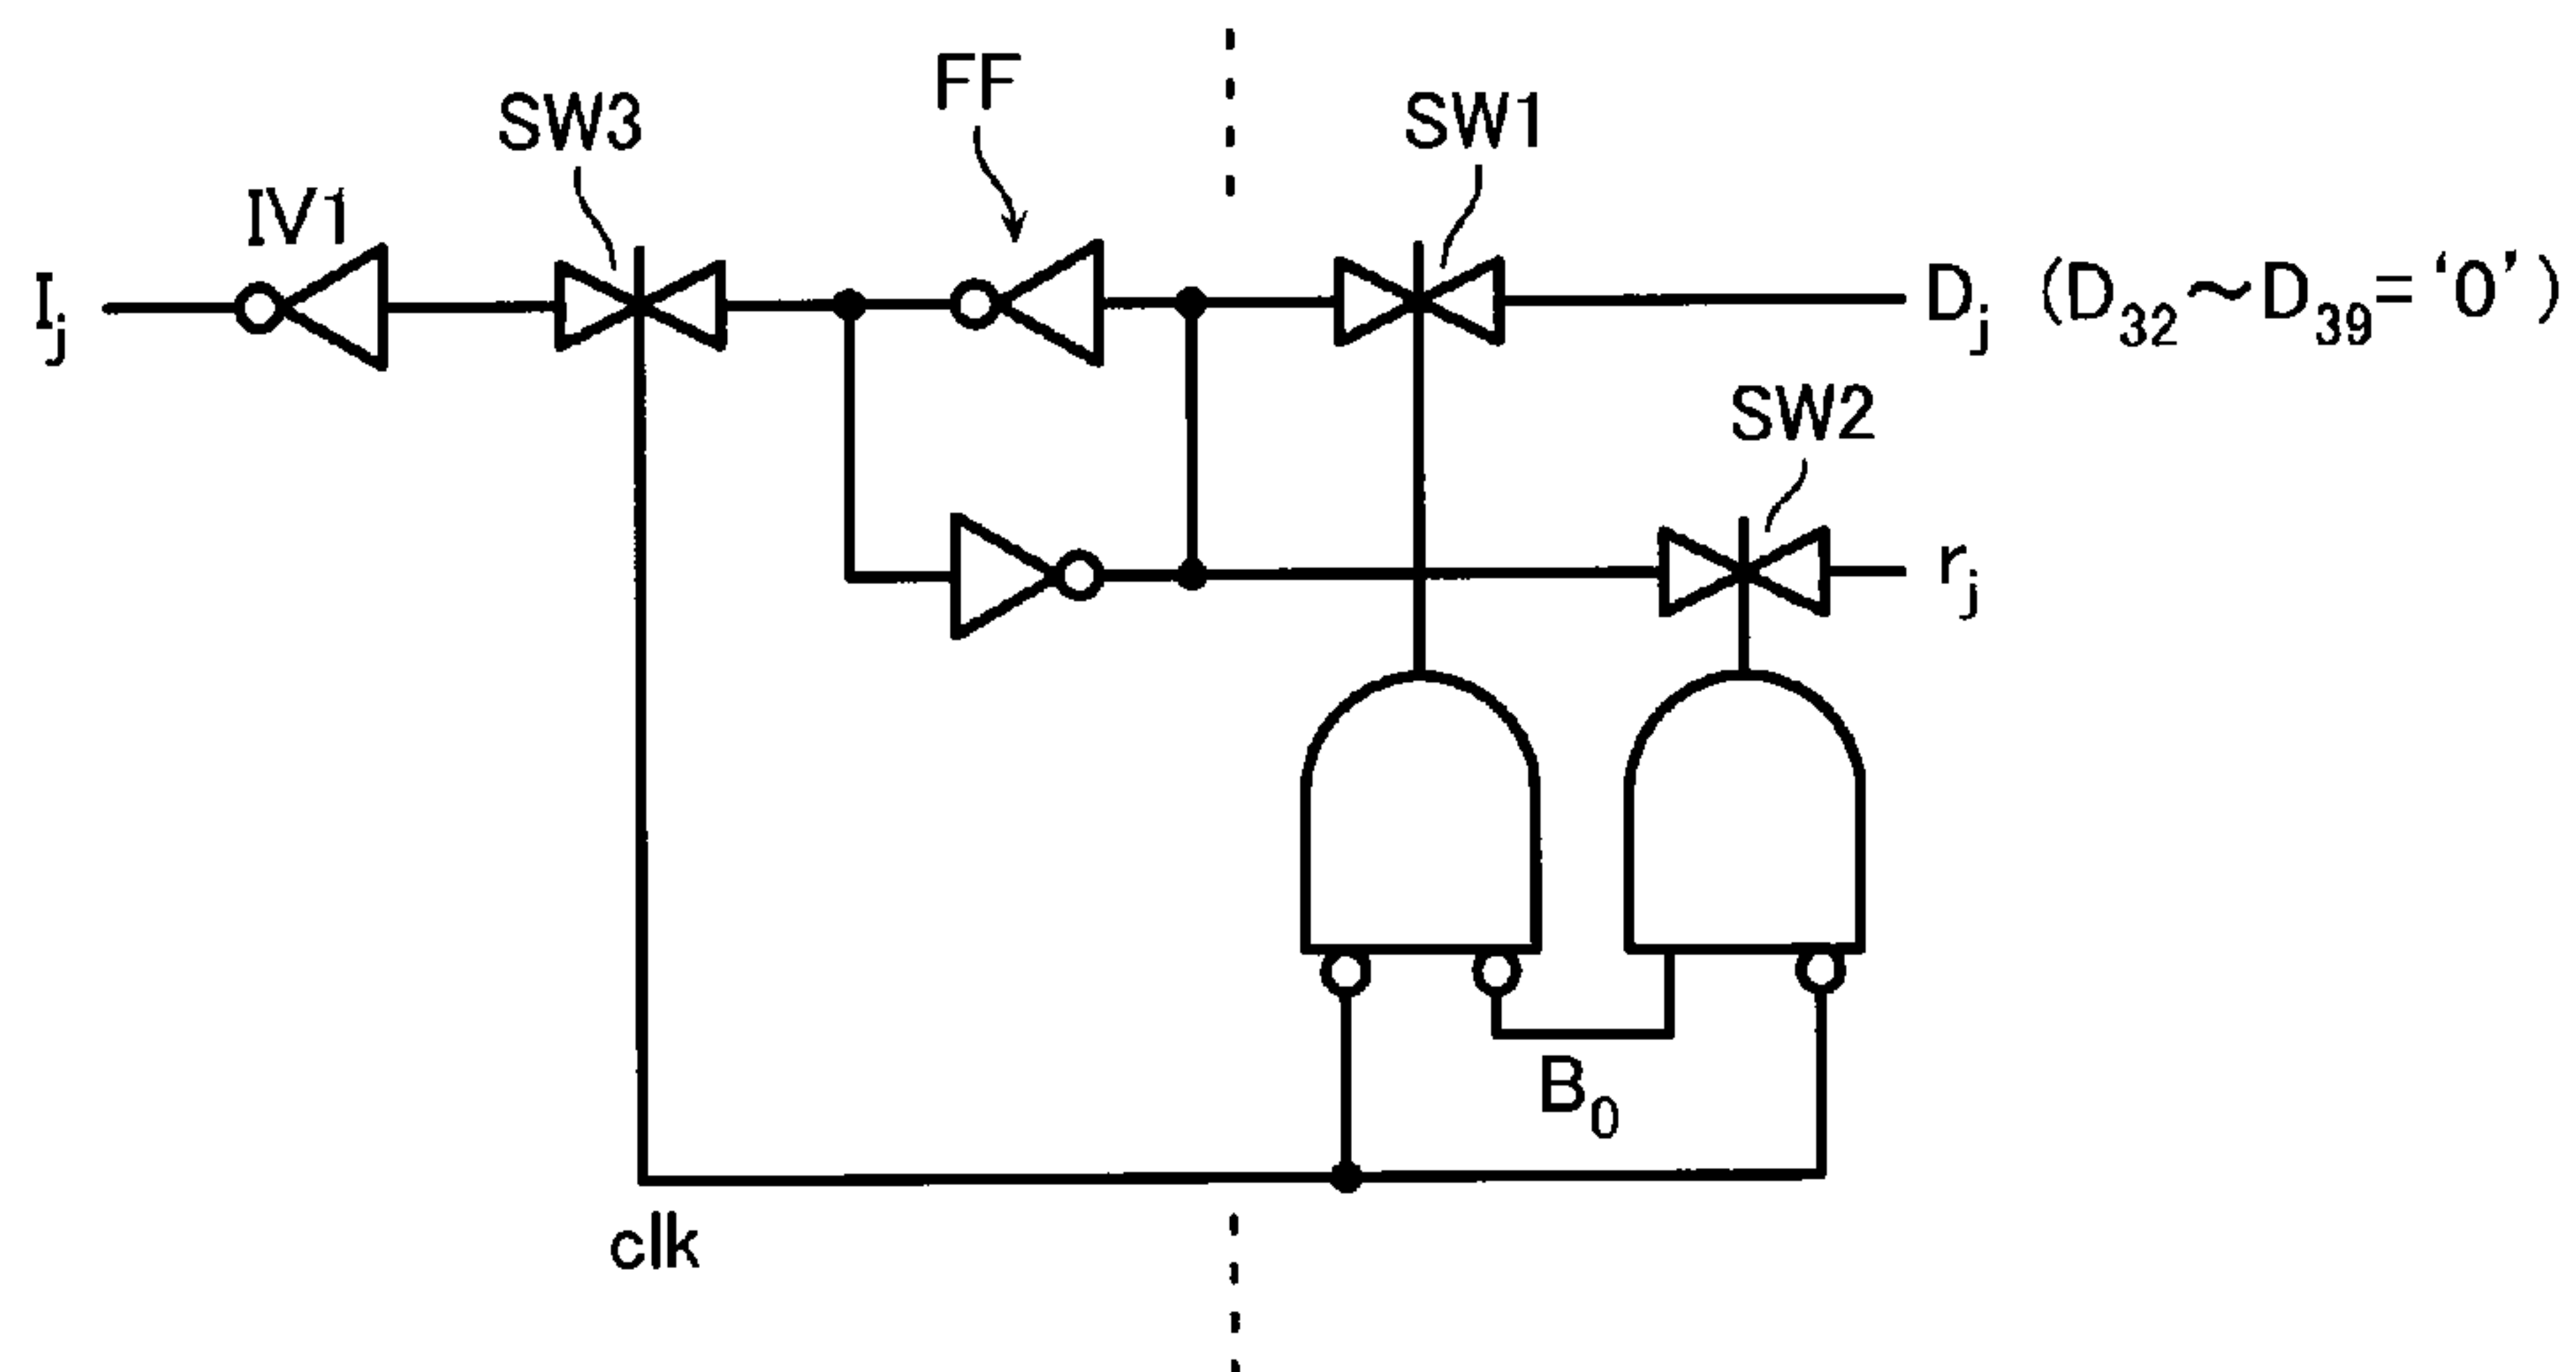 FF
SW3
SW1
IV1
Ij
Dj (D32～D39= ‘0’ )
SW2
rj
B0
clk